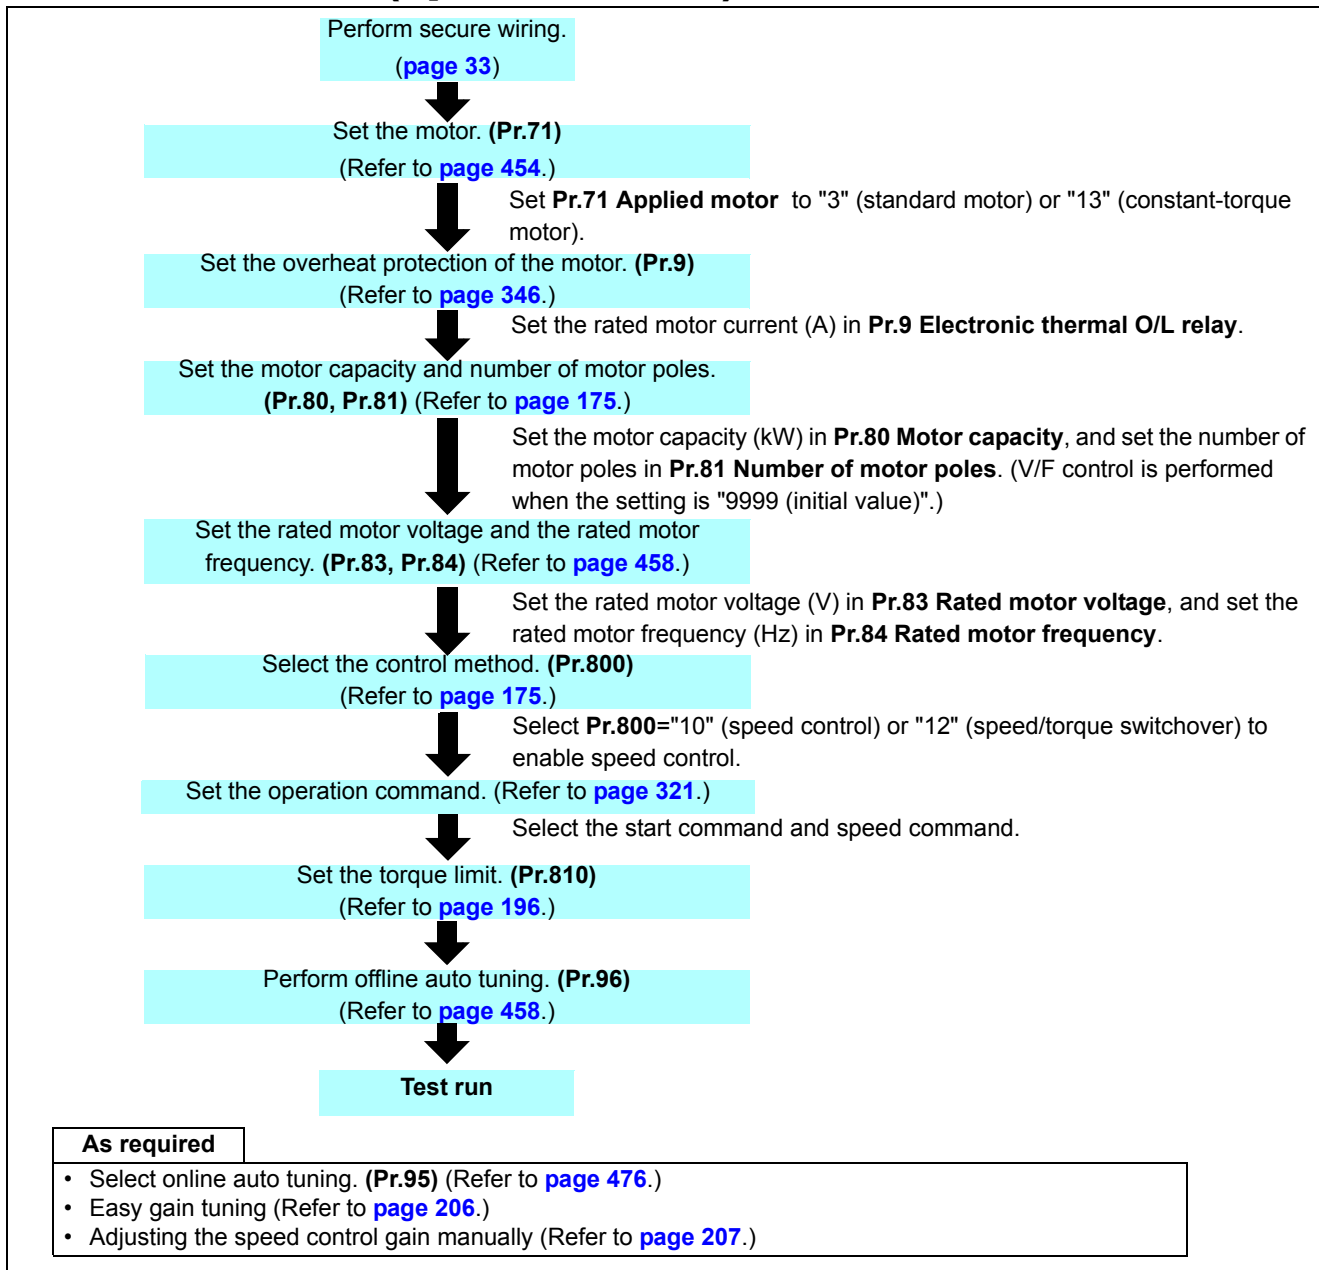 Perform secure wiring.
(page 33)
Set the motor. (Pr.71)
(Refer to page 454.)
Set Pr.71 Applied motor to "3" (standard motor) or "13" (constant-torque
motor).
Set the overheat protection of the motor. (Pr.9)
(Refer to page 346.)
Set the rated motor current (A) in Pr.9 Electronic thermal O/L relay.
Set the motor capacity and number of motor poles.
(Pr.80, Pr.81) (Refer to page 175.)
Set the motor capacity (kW) in Pr.80 Motor capacity, and set the number of
motor poles in Pr.81 Number of motor poles. (V/F control is performed
when the setting is "9999 (initial value)".)
Set the rated motor voltage and the rated motor
frequency. (Pr.83, Pr.84) (Refer to page 458.)
Set the rated motor voltage (V) in Pr.83 Rated motor voltage, and set the
rated motor frequency (Hz) in Pr.84 Rated motor frequency.
Select the control method. (Pr.800)
(Refer to page 175.)
Select Pr.800="10" (speed control) or "12" (speed/torque switchover) to
enable speed control.
Set the operation command. (Refer to page 321.)
Select the start command and speed command.
Set the torque limit. (Pr.810)
(Refer to page 196.)
Perform offline auto tuning. (Pr.96)
(Refer to page 458.)
Test run
As required
• Select online auto tuning. (Pr.95) (Refer to page 476.)
• Easy gain tuning (Refer to page 206.)
• Adjusting the speed control gain manually (Refer to page 207.)